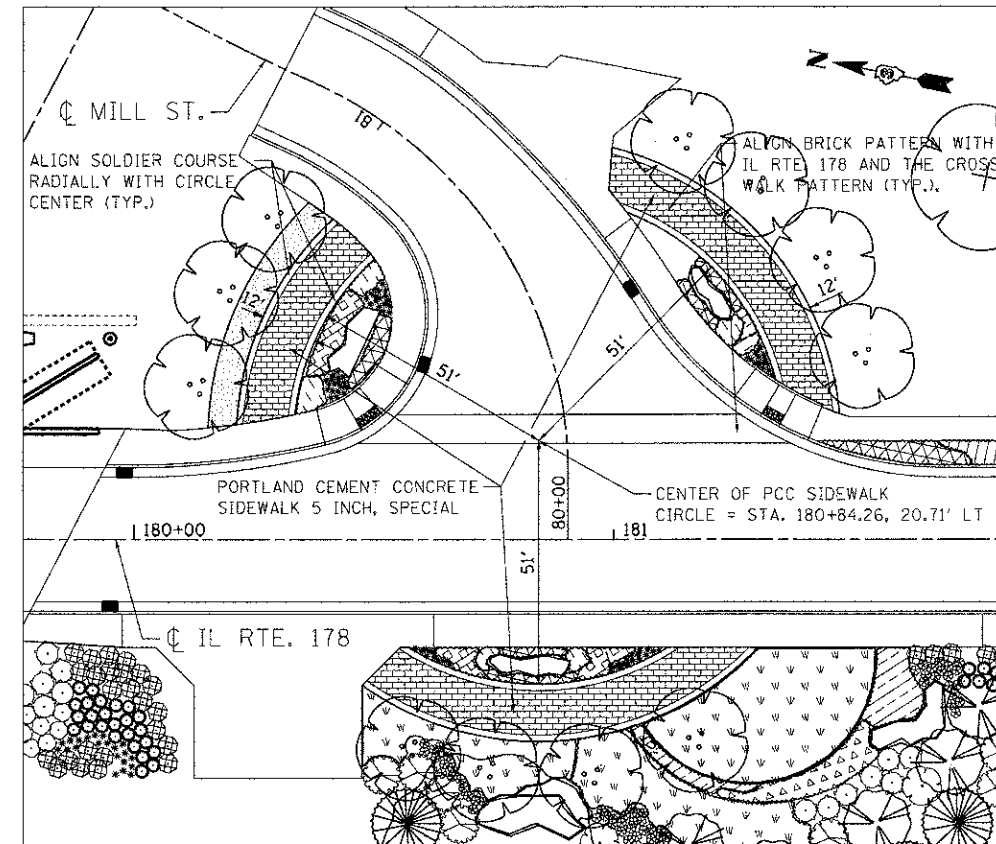 N
℄ MILL ST.
18'
ALIGN SOLDIER COURSE
RADIALLY WITH CIRCLE
CENTER (TYP.)
ALIGN BRICK PATTERN WITH
IL RTE. 178 AND THE CROSS
WALK PATTERN (TYP.).
12'
12'
51'
51'
PORTLAND CEMENT CONCRETE
SIDEWALK 5 INCH, SPECIAL
80+00
CENTER OF PCC SIDEWALK
CIRCLE = STA. 180+84.26, 20.71' LT
180+00
181
51'
℄ IL RTE. 178